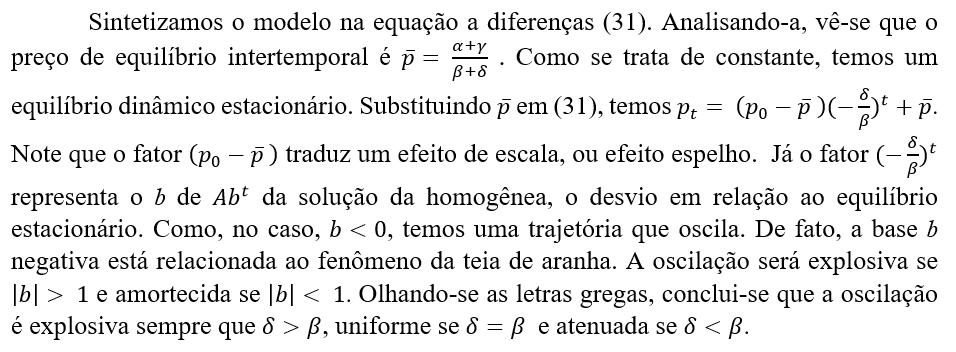 Sintetizamos o modelo na equação a diferenças (31). Analisando-a, vê-se que o
preço de equilíbrio intertemporal é p̄ = (α+γ)/(β+δ) . Como se trata de constante, temos um
equilíbrio dinâmico estacionário. Substituindo p̄ em (31), temos pₜ = (p₀ − p̄ )(−δ/β)ᵗ + p̄.
Note que o fator (p₀ − p̄ ) traduz um efeito de escala, ou efeito espelho. Já o fator (−δ/β)ᵗ
representa o b de Abᵗ da solução da homogênea, o desvio em relação ao equilíbrio
estacionário. Como, no caso, b < 0, temos uma trajetória que oscila. De fato, a base b
negativa está relacionada ao fenômeno da teia de aranha. A oscilação será explosiva se
|b| > 1 e amortecida se |b| < 1. Olhando-se as letras gregas, conclui-se que a oscilação
é explosiva sempre que δ > β, uniforme se δ = β e atenuada se δ < β.